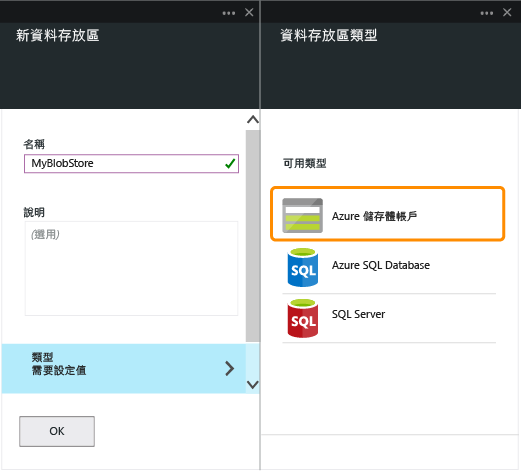 新資料存放區
名稱
MyBlobStore
說明
(選用)
類型
需要設定值
OK
資料存放區類型
可用類型
Azure 儲存體帳戶
SQL
Azure SQL Database
SQL
SQL Server